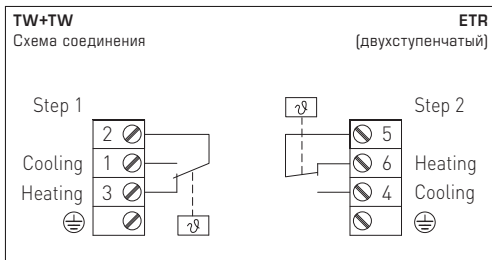 TW+TW ETR
Схема соединения (двухступенчатый)
Step 1 ϑ Step 2
2 5
Cooling 1 6 Heating
Heating 3 4 Cooling
ϑ